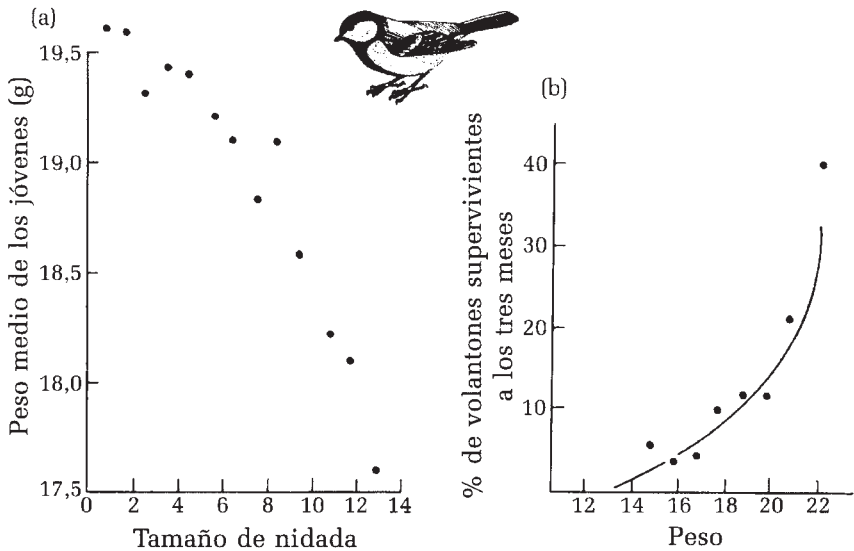 (a)
Peso medio de los jóvenes (g)
19,5
19,0
18,5
18,0
17,5
0 2 4 6 8 10 12 14
Tamaño de nidada
(b)
% de volantones supervivientes
a los tres meses
40
30
20
10
12 14 16 18 20 22
Peso